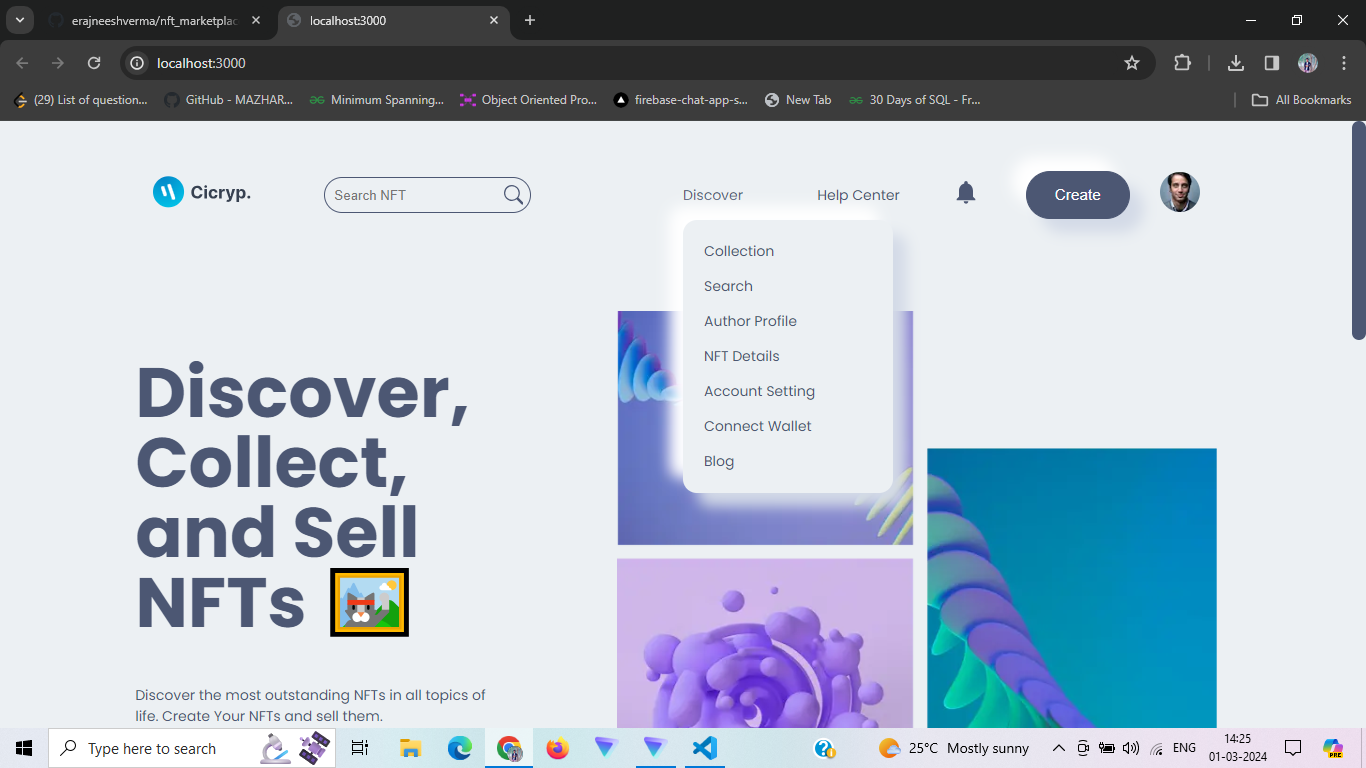 erajneeshverma/nft_marketplac
localhost:3000
localhost:3000
(29) List of question...
GitHub - MAZHAR...
Minimum Spanning...
Object Oriented Pro...
firebase-chat-app-s...
New Tab
30 Days of SQL - Fr...
All Bookmarks
Cicryp.
Search NFT
Discover
Help Center
Create
Collection
Search
Author Profile
NFT Details
Account Setting
Connect Wallet
Blog
Discover,
Collect,
and Sell
NFTs
Discover the most outstanding NFTs in all topics of
life. Create Your NFTs and sell them.
Type here to search
25°C Mostly sunny
ENG
14:25
01-03-2024
PRE